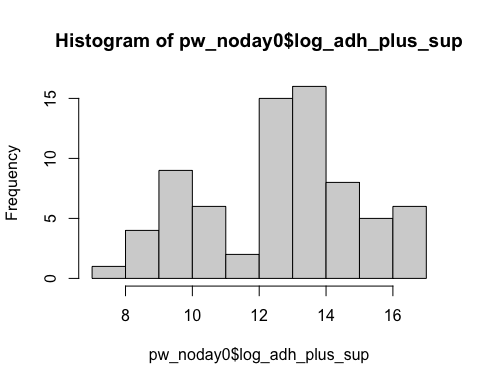 Histogram of pw_noday0$log_adh_plus_sup
Frequency
15
10
5
0
8 10 12 14 16
pw_noday0$log_adh_plus_sup